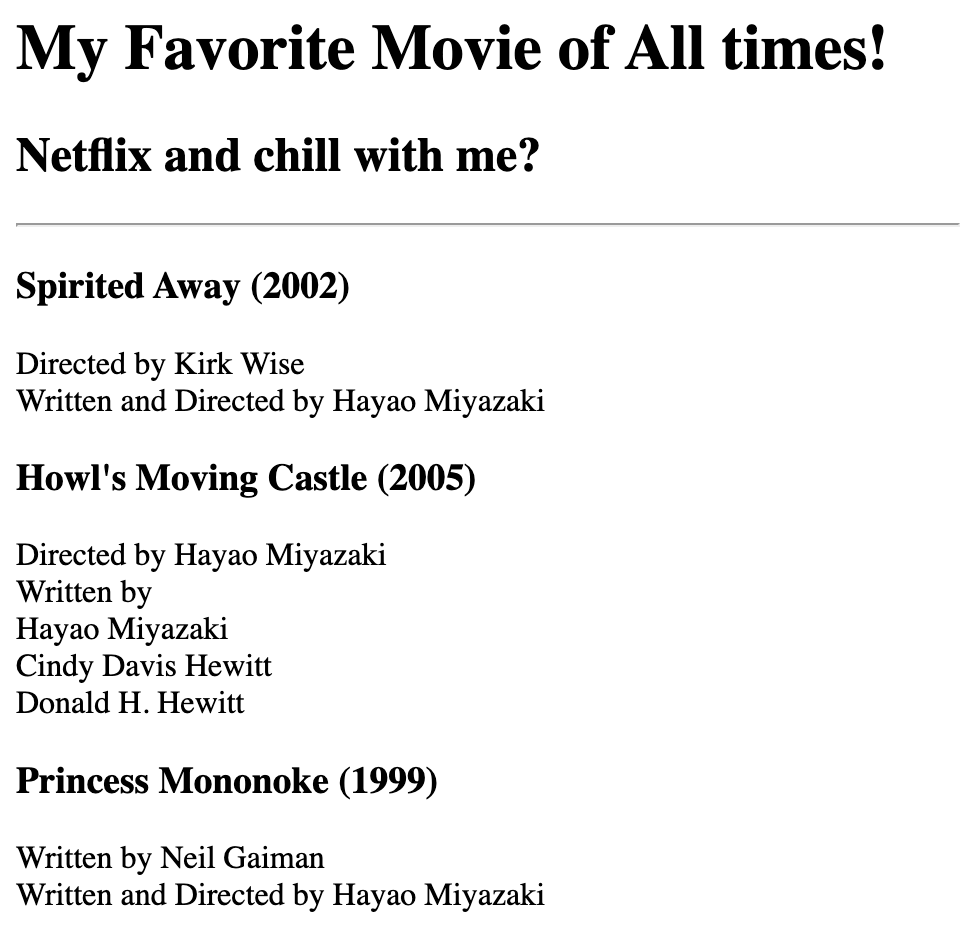 My Favorite Movie of All times!
Netflix and chill with me?
Spirited Away (2002)
Directed by Kirk Wise
Written and Directed by Hayao Miyazaki
Howl's Moving Castle (2005)
Directed by Hayao Miyazaki
Written by
Hayao Miyazaki
Cindy Davis Hewitt
Donald H. Hewitt
Princess Mononoke (1999)
Written by Neil Gaiman
Written and Directed by Hayao Miyazaki